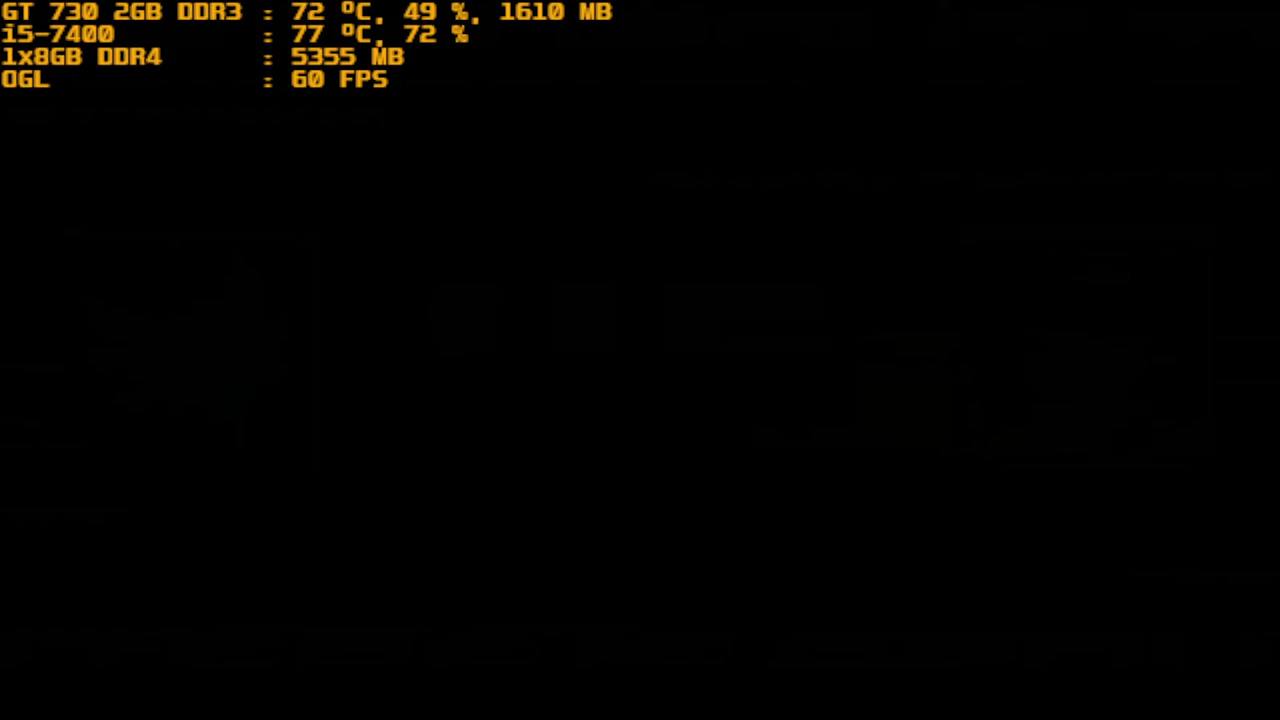 GT 730 2GB DDR3 : 72 ºC, 49 %, 1610 MB
i5-7400 : 77 ºC, 72 %
1x8GB DDR4 : 5355 MB
OGL : 60 FPS